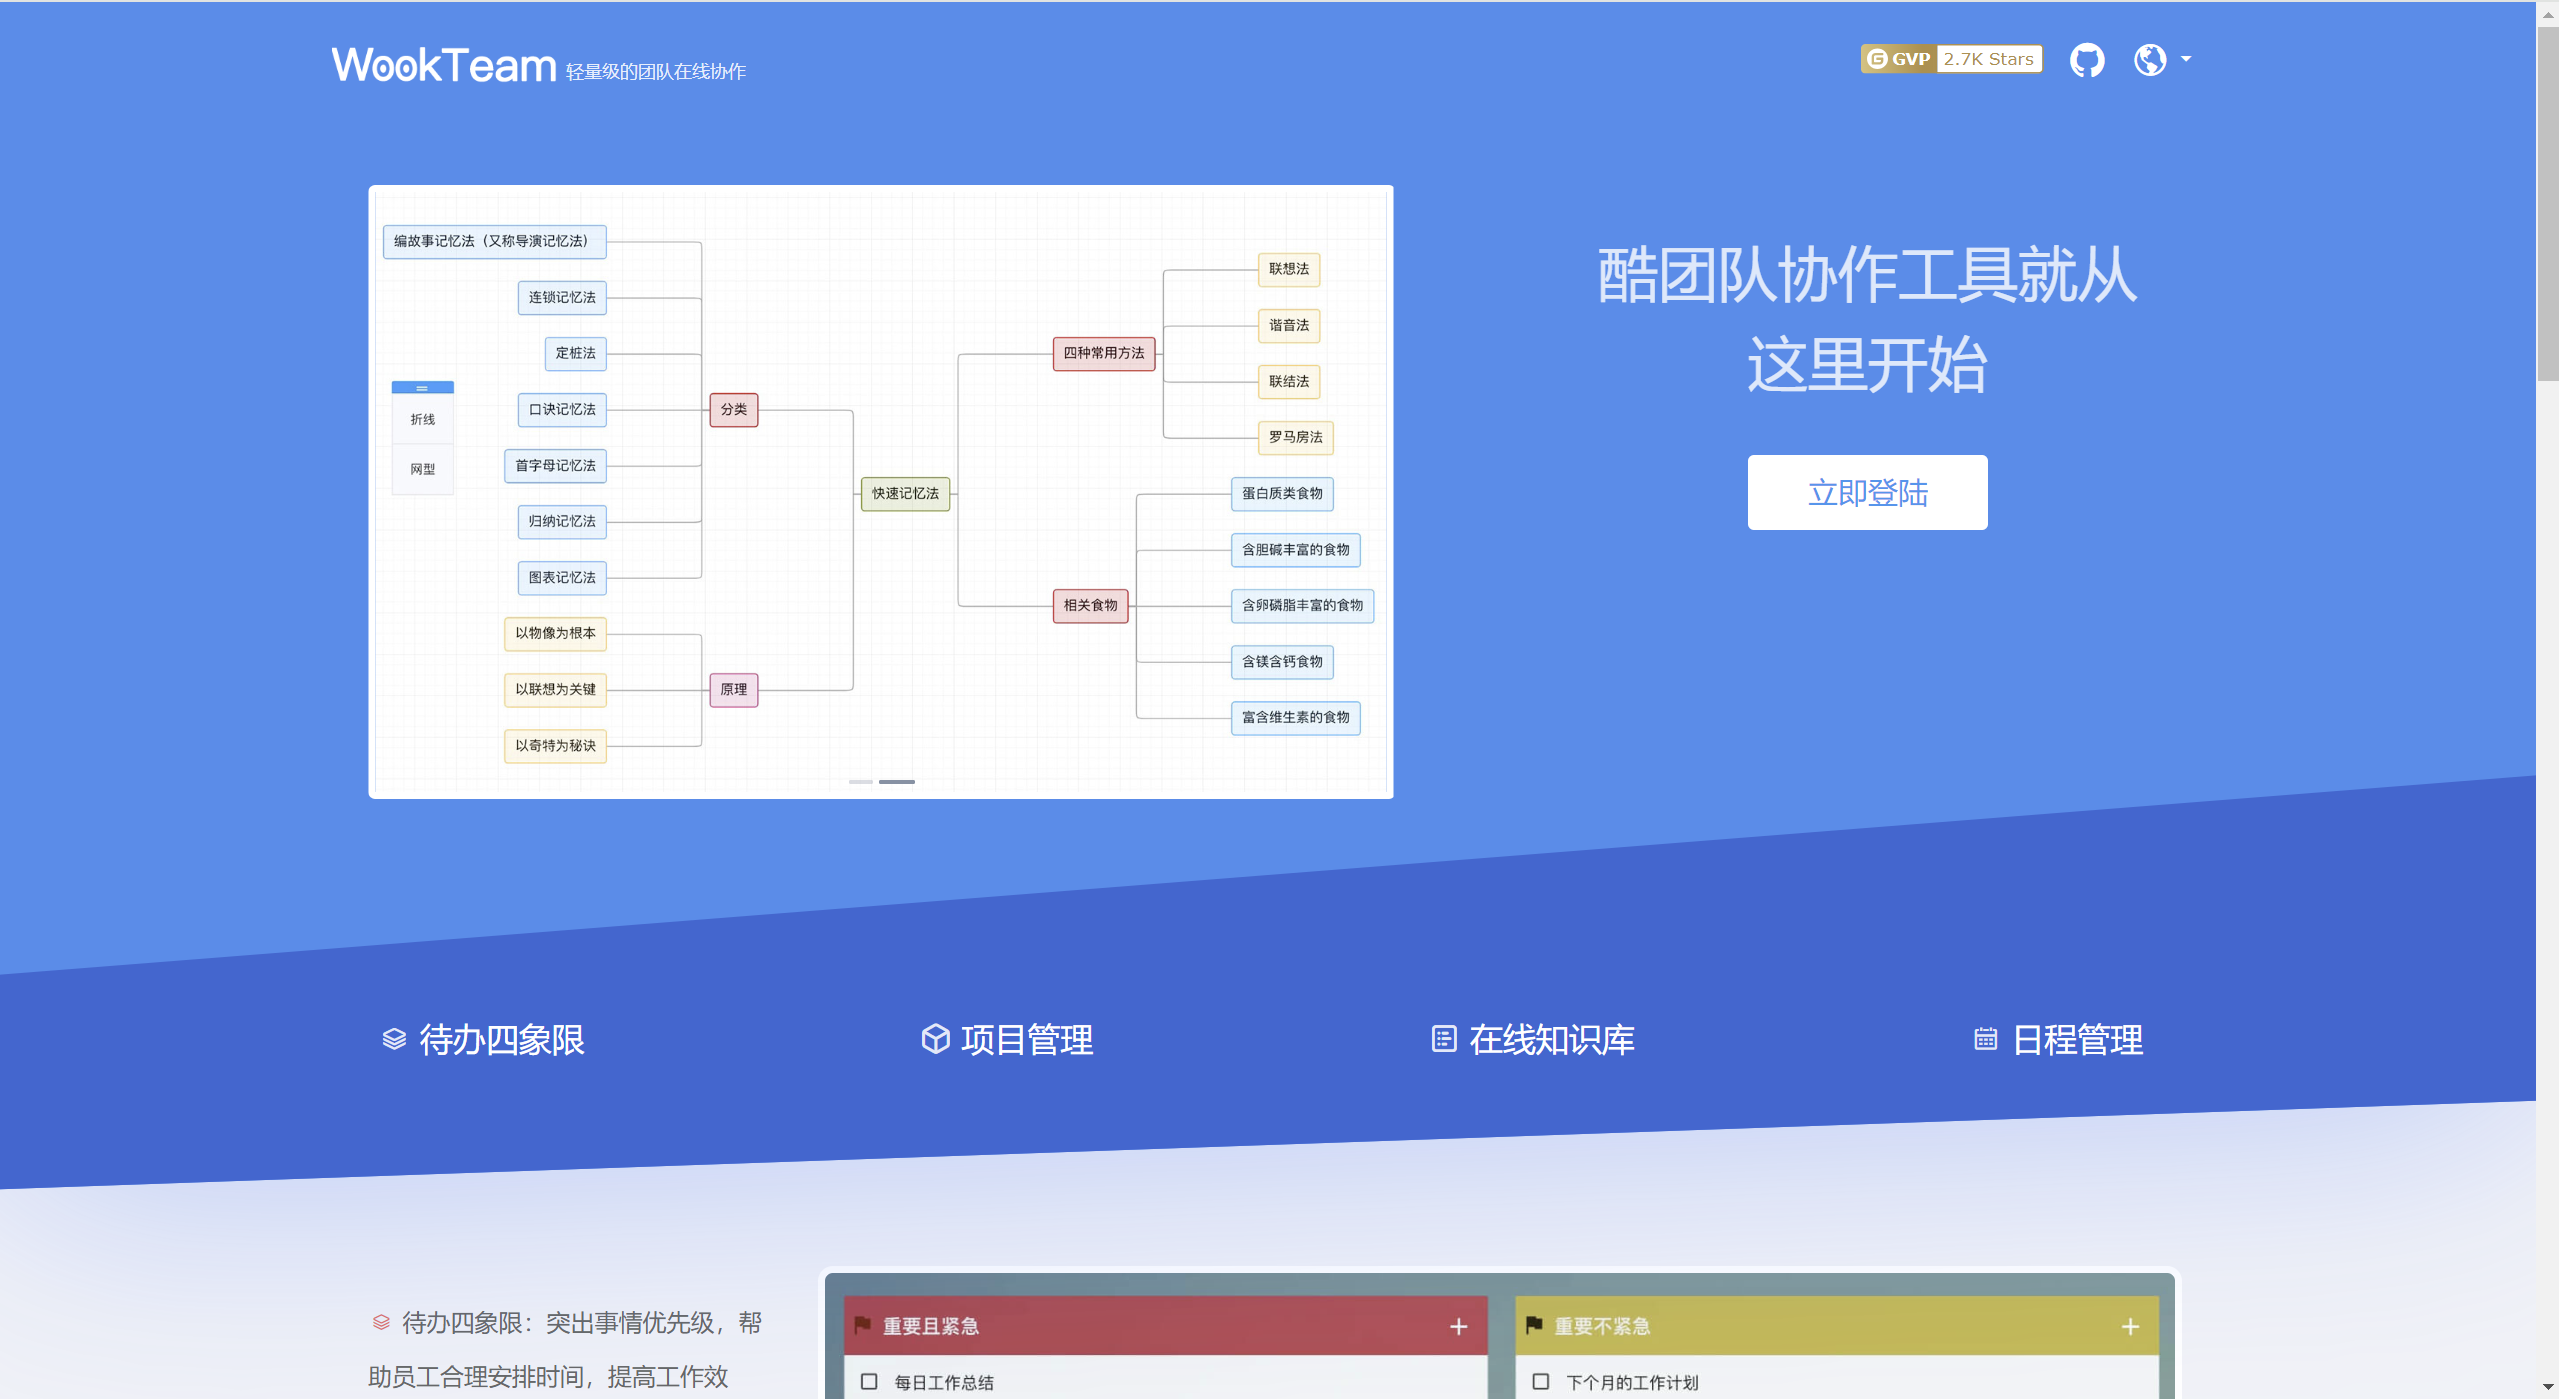 WookTeam 轻量级的团队在线协作
GVP 2.7K Stars
编故事记忆法（又称导演记忆法）
连锁记忆法
定桩法
口诀记忆法
首字母记忆法
归纳记忆法
图表记忆法
以物像为根本
以联想为关键
以奇特为秘诀
折线
网型
分类
原理
快速记忆法
四种常用方法
相关食物
联想法
谐音法
联结法
罗马房法
蛋白质类食物
含胆碱丰富的食物
含卵磷脂丰富的食物
含镁含钙食物
富含维生素的食物
酷团队协作工具就从
这里开始
立即登陆
待办四象限
项目管理
在线知识库
日程管理
待办四象限：突出事情优先级，帮
助员工合理安排时间，提高工作效
重要且紧急
每日工作总结
重要不紧急
下个月的工作计划